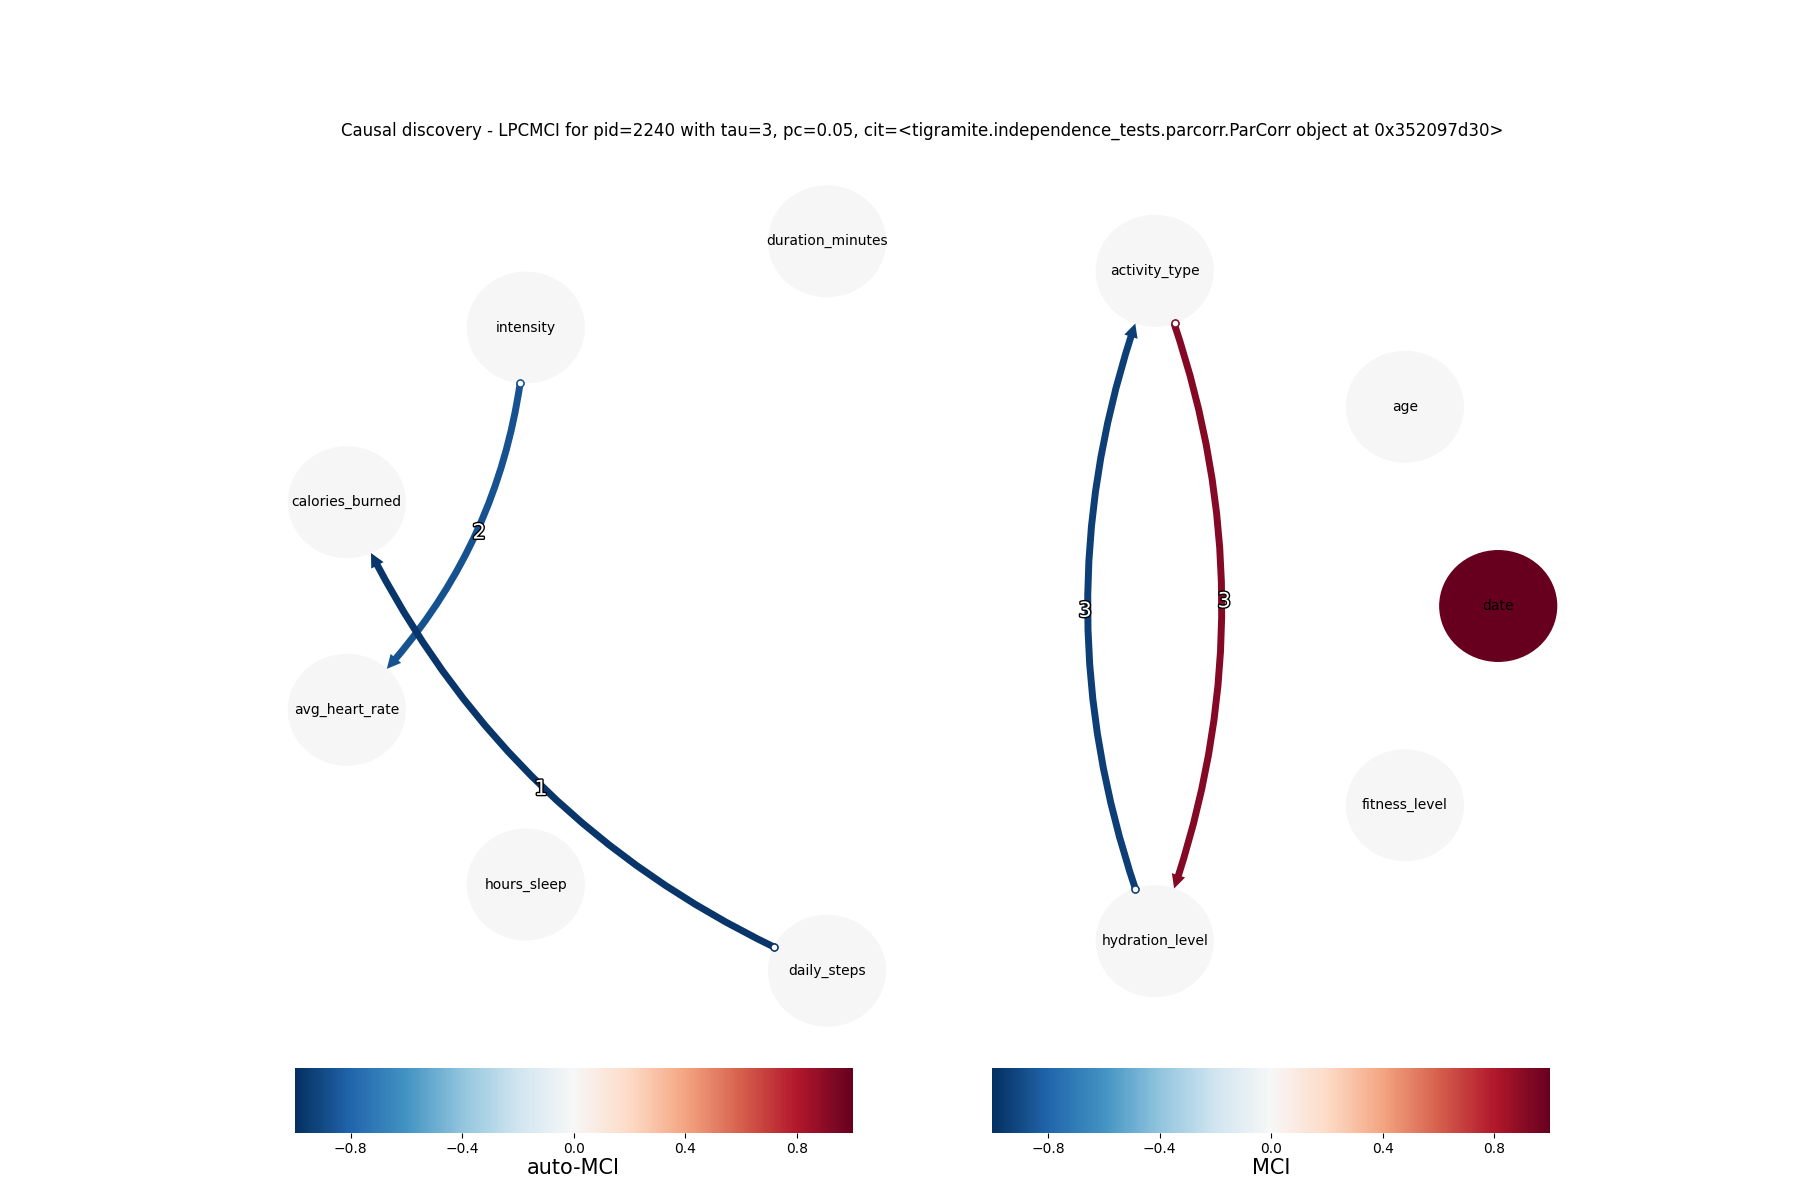 Causal discovery - LPCMCI for pid=2240 with tau=3, pc=0.05, cit=<tigramite.independence_tests.parcorr.ParCorr object at 0x352097d30>
duration_minutes
activity_type
intensity
age
calories_burned
2
3
3
date
avg_heart_rate
1
fitness_level
hours_sleep
hydration_level
daily_steps
−0.8 −0.4 0.0 0.4 0.8
auto-MCI
−0.8 −0.4 0.0 0.4 0.8
MCI